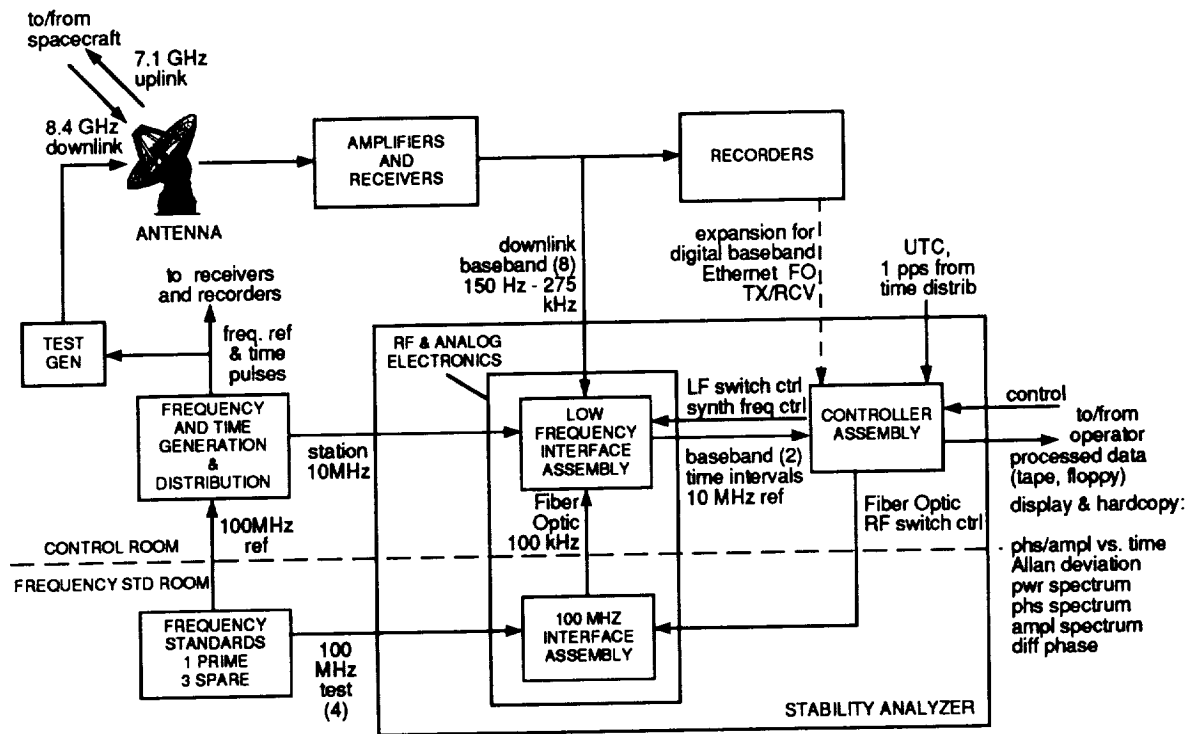 to/from
spacecraft
7.1 GHz
uplink
8.4 GHz
downlink
ANTENNA
AMPLIFIERS
AND
RECEIVERS
RECORDERS
downlink
baseband (8)
150 Hz - 275
kHz
expansion for
digital baseband
Ethernet FO
TX/RCV
UTC,
1 pps from
time distrib
to receivers
and recorders
TEST
GEN
freq. ref
& time
pulses
RF & ANALOG
ELECTRONICS
FREQUENCY
AND TIME
GENERATION
&
DISTRIBUTION
station
10MHz
LOW
FREQUENCY
INTERFACE
ASSEMBLY
LF switch ctrl
synth freq ctrl
baseband (2)
time intervals
10 MHz ref
CONTROLLER
ASSEMBLY
control
to/from
operator
processed data
(tape, floppy)
display & hardcopy:
phs/ampl vs. time
Allan deviation
pwr spectrum
phs spectrum
ampl spectrum
diff phase
100MHz
ref
Fiber
Optic
100 kHz
Fiber Optic
RF switch ctrl
CONTROL ROOM
FREQUENCY STD ROOM
FREQUENCY
STANDARDS
1 PRIME
3 SPARE
100
MHz
test
(4)
100 MHZ
INTERFACE
ASSEMBLY
STABILITY ANALYZER